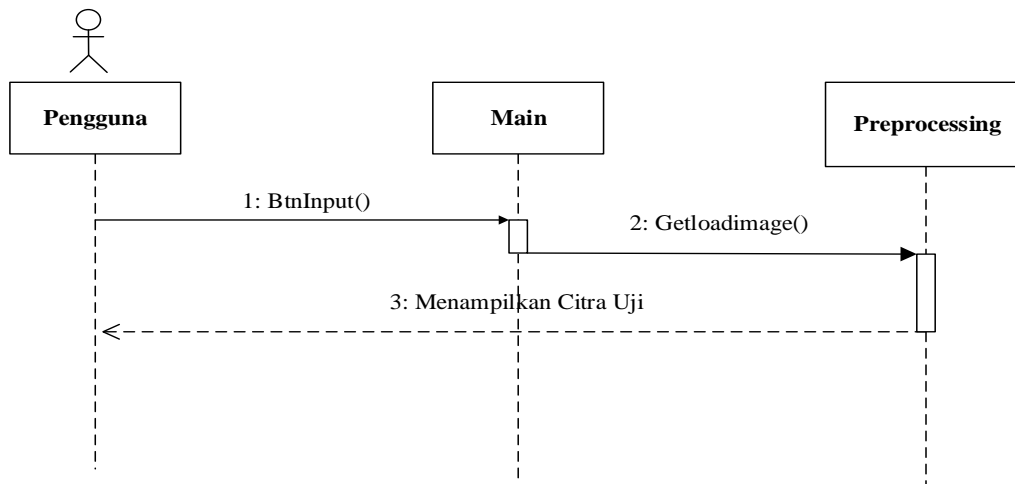 Pengguna
Main
Preprocessing
1: BtnInput()
2: Getloadimage()
3: Menampilkan Citra Uji